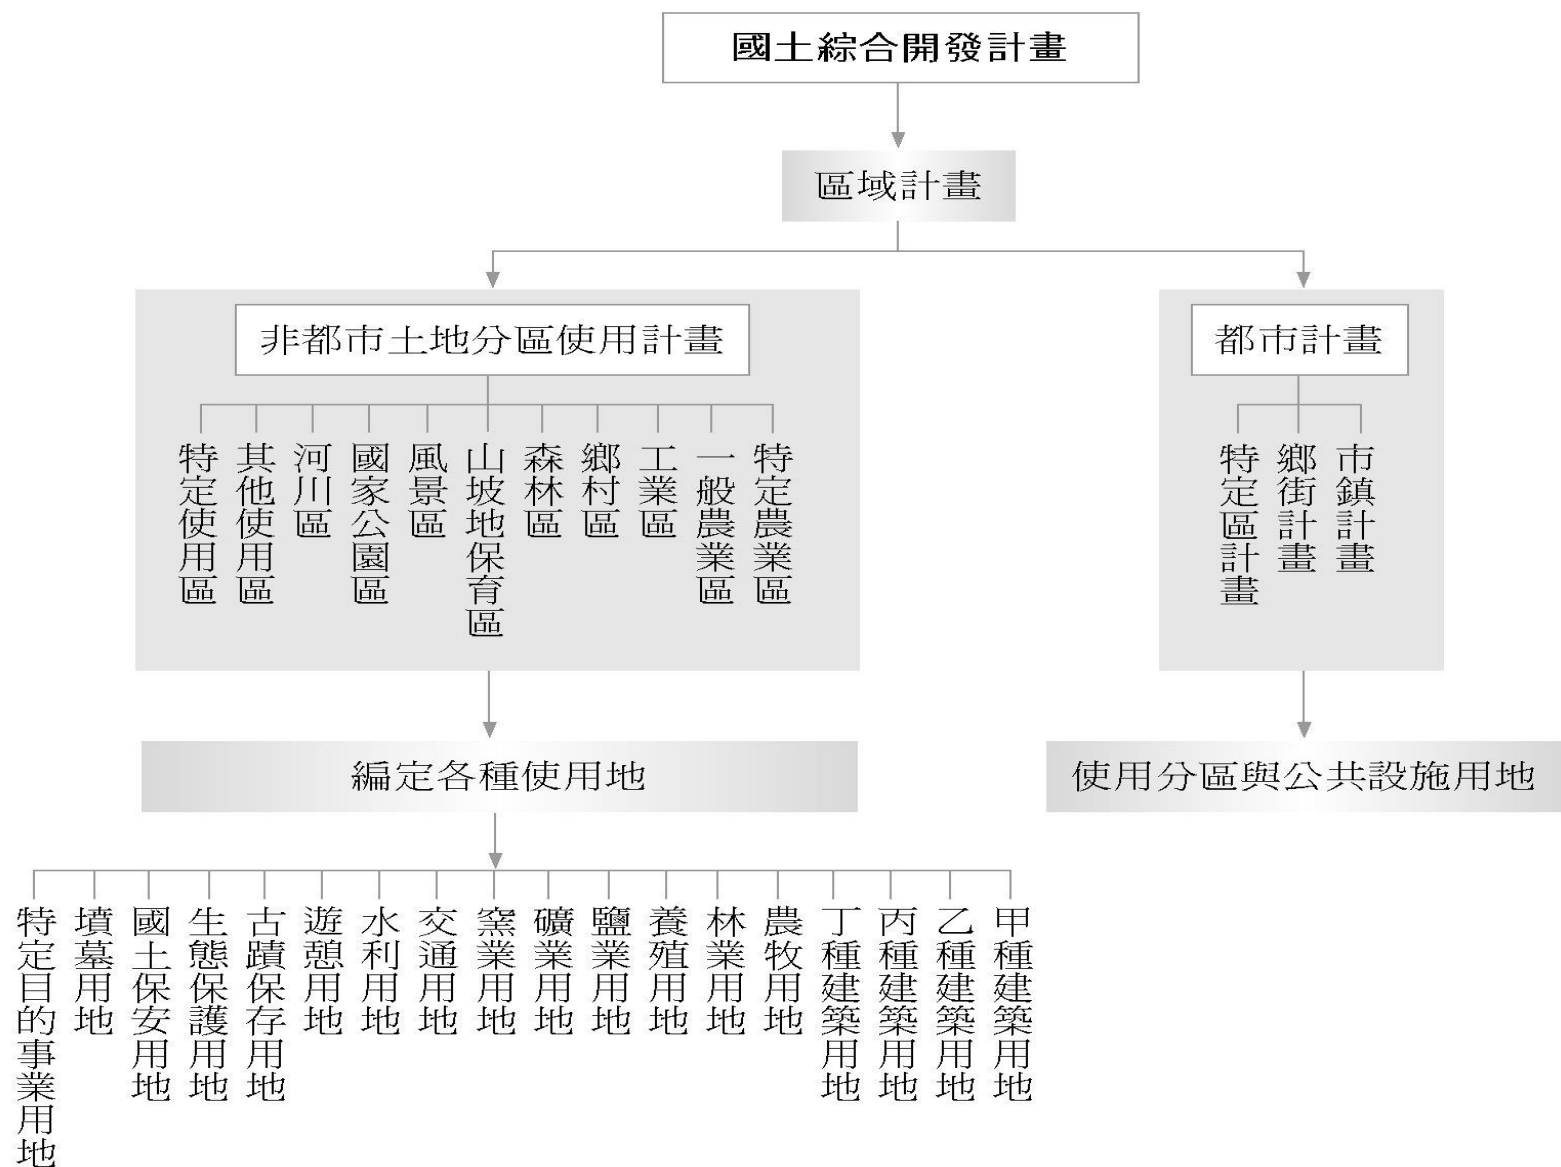 國土綜合開發計畫
區域計畫
非都市土地分區使用計畫
都市計畫
特定使用區
其他使用區
河川區
國家公園區
風景區
山坡地保育區
森林區
鄉村區
工業區
一般農業區
特定農業區
特定區計畫
鄉街計畫
市鎮計畫
編定各種使用地
使用分區與公共設施用地
特定目的事業用地
墳墓用地
國土保安用地
生態保護用地
古蹟保存用地
遊憩用地
水利用地
交通用地
窯業用地
礦業用地
鹽業用地
養殖用地
林業用地
農牧用地
丁種建築用地
丙種建築用地
乙種建築用地
甲種建築用地